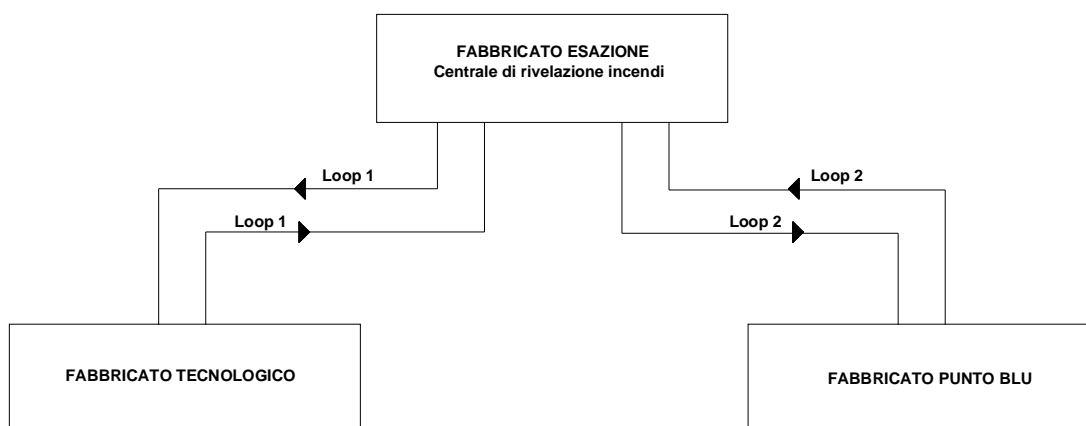 FABBRICATO ESAZIONE
Centrale di rivelazione incendi
Loop 1
Loop 2
Loop 1
Loop 2
FABBRICATO TECNOLOGICO
FABBRICATO PUNTO BLU